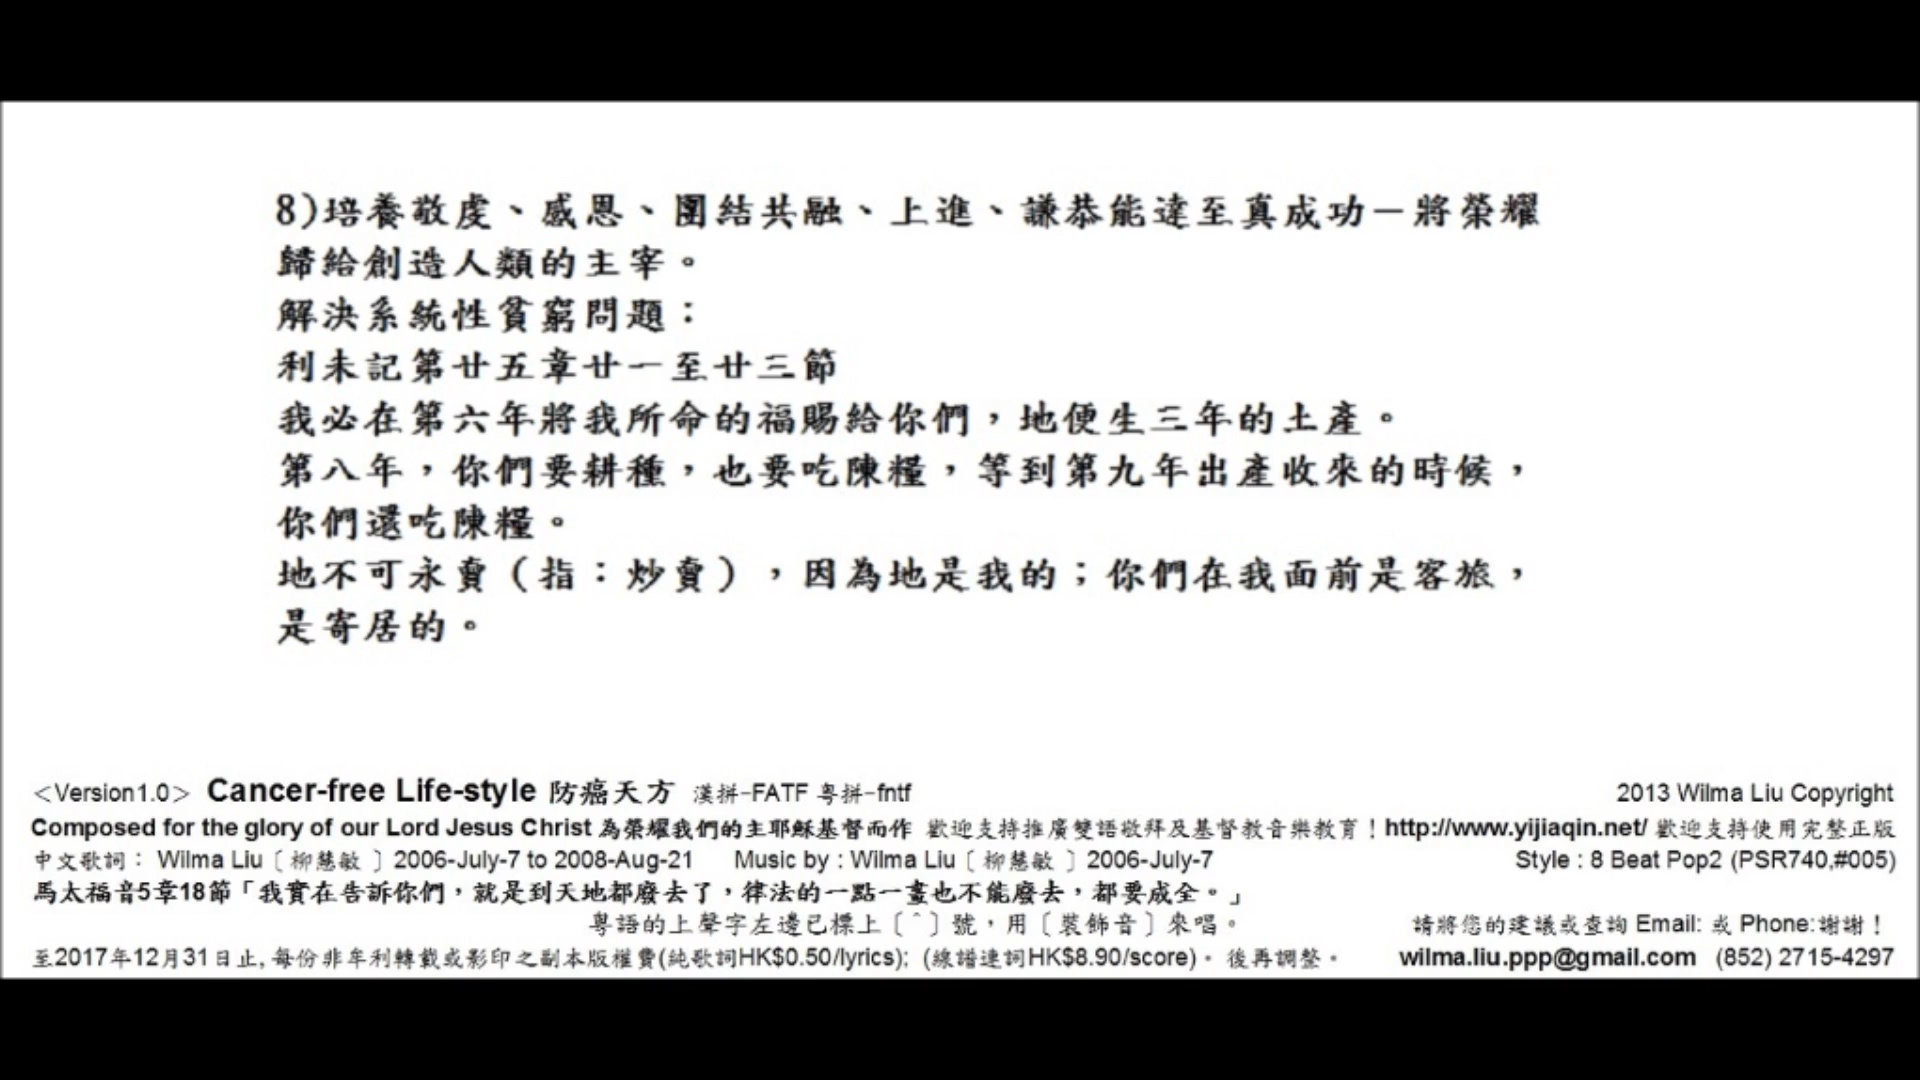 8)培養敬虔、感恩、團結共融、上進、謙恭能達至真成功－將榮耀
歸給創造人類的主宰。
解決系統性貧窮問題：
利未記第廿五章廿一至廿三節
我必在第六年將我所命的福賜給你們，地便生三年的土產。
第八年，你們要耕種，也要吃陳糧，等到第九年出產收來的時候，
你們還吃陳糧。
地不可永賣（指：炒賣），因為地是我的；你們在我面前是客旅，
是寄居的。
<Version1.0> Cancer-free Life-style 防癌天方 漢拼-FATF 粵拼-fntf 2013 Wilma Liu Copyright
Composed for the glory of our Lord Jesus Christ 為榮耀我們的主耶穌基督而作 歡迎支持推廣雙語敬拜及基督教音樂教育！http://www.yijiaqin.net/ 歡迎支持使用完整正版
中文歌詞： Wilma Liu〔 柳慧敏 〕2006-July-7 to 2008-Aug-21 Music by : Wilma Liu〔 柳慧敏 〕2006-July-7 Style : 8 Beat Pop2 (PSR740,#005)
馬太福音5章18節「我實在告訴你們，就是到天地都廢去了，律法的一點一畫也不能廢去，都要成全。」
粵語的上聲字左邊已標上〔ˆ〕號，用〔裝飾音〕來唱。 請將您的建議或查詢 Email: 或 Phone:謝謝！
至2017年12月31日止, 每份非牟利轉載或影印之副本版權費(純歌詞HK$0.50/lyrics); (線譜連詞HK$8.90/score)。後再調整。 wilma.liu.ppp@gmail.com (852) 2715-4297